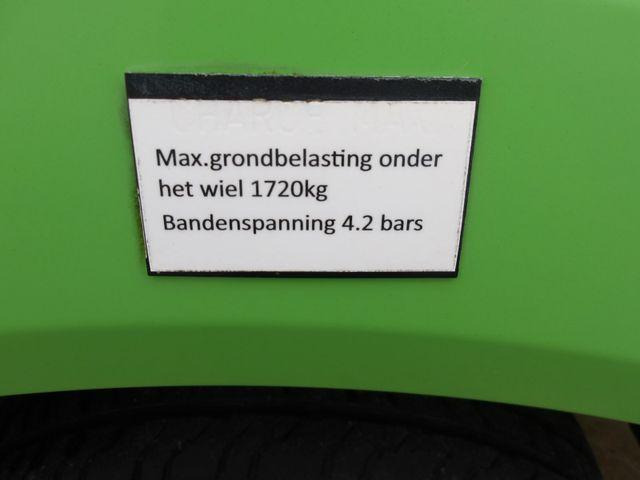 Max.grondbelasting onder
het wiel 1720kg
Bandenspanning 4.2 bars